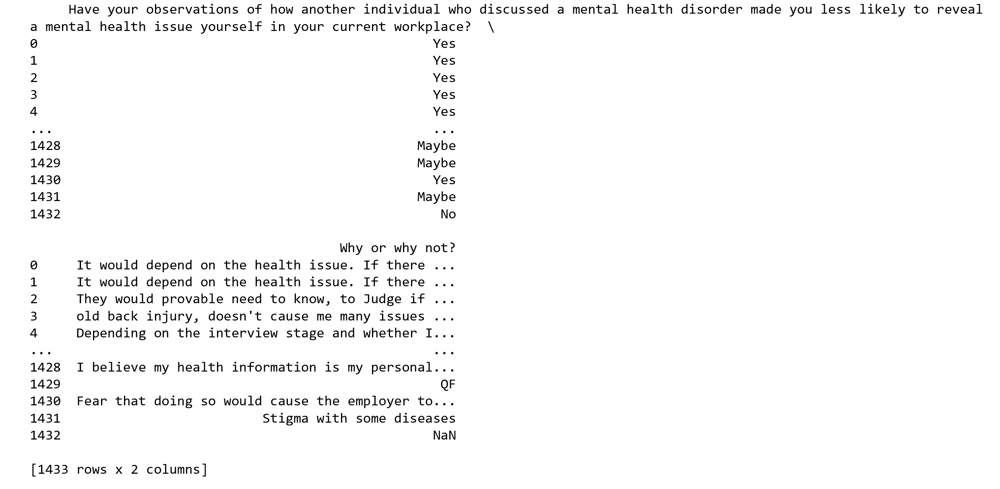 Have your observations of how another individual who discussed a mental health disorder made you less likely to reveal
a mental health issue yourself in your current workplace?  \
0 Yes
1 Yes
2 Yes
3 Yes
4 Yes
... ...
1428 Maybe
1429 Maybe
1430 Yes
1431 Maybe
1432 No
Why or why not?
0 It would depend on the health issue. If there ...
1 It would depend on the health issue. If there ...
2 They would provable need to know, to Judge if ...
3 old back injury, doesn't cause me many issues ...
4 Depending on the interview stage and whether I...
... ...
1428 I believe my health information is my personal...
1429 QF
1430 Fear that doing so would cause the employer to...
1431 Stigma with some diseases
1432 NaN
[1433 rows x 2 columns]